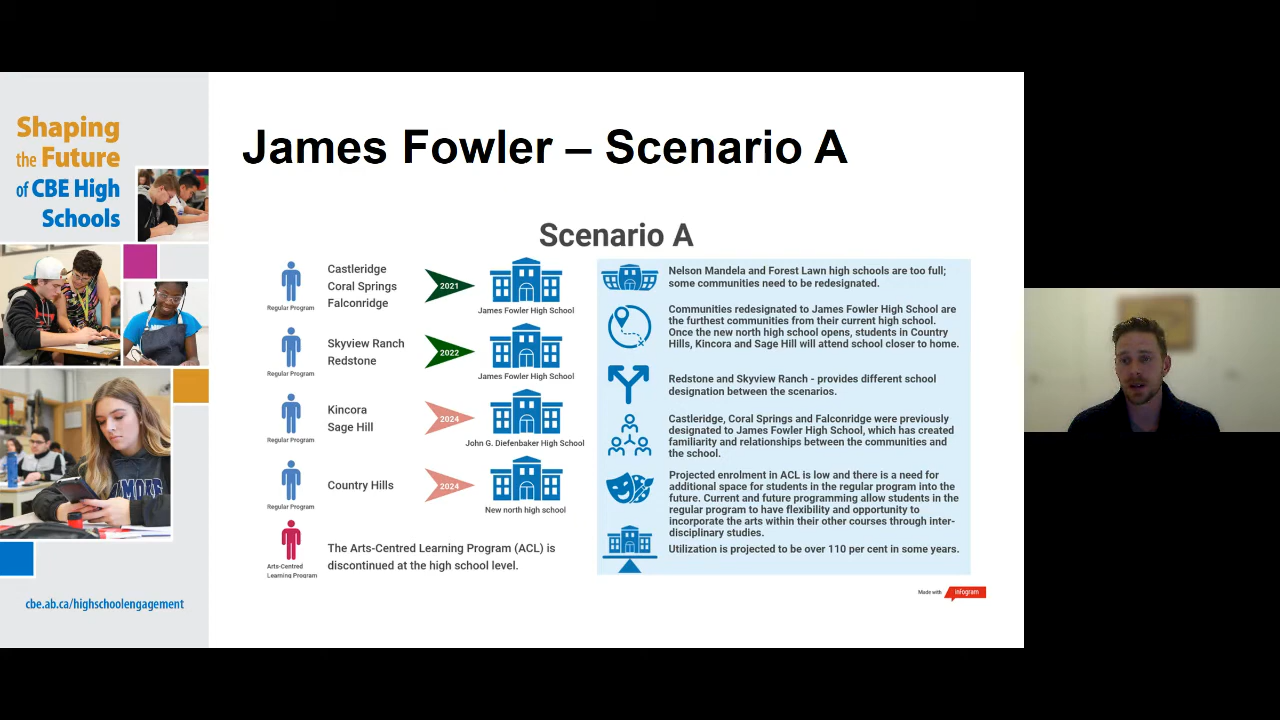 Shaping
the Future
of CBE High
Schools
cbe.ab.ca/highschoolengagement
James Fowler – Scenario A
Scenario A
Regular Program
Castleridge
Coral Springs
Falconridge
2021
James Fowler High School
Regular Program
Skyview Ranch
Redstone
2022
James Fowler High School
Regular Program
Kincora
Sage Hill
2024
John G. Diefenbaker High School
Regular Program
Country Hills
2024
New north high school
Arts-Centred
Learning Program
The Arts-Centred Learning Program (ACL) is
discontinued at the high school level.
Nelson Mandela and Forest Lawn high schools are too full;
some communities need to be redesignated.
Communities redesignated to James Fowler High School are
the furthest communities from their current high school.
Once the new north high school opens, students in Country
Hills, Kincora and Sage Hill will attend school closer to home.
Redstone and Skyview Ranch - provides different school
designation between the scenarios.
Castleridge, Coral Springs and Falconridge were previously
designated to James Fowler High School, which has created
familiarity and relationships between the communities and
the school.
Projected enrolment in ACL is low and there is a need for
additional space for students in the regular program into the
future. Current and future programming allow students in the
regular program to have flexibility and opportunity to
incorporate the arts within their other courses through inter-
disciplinary studies.
Utilization is projected to be over 110 per cent in some years.
Made with
infogram